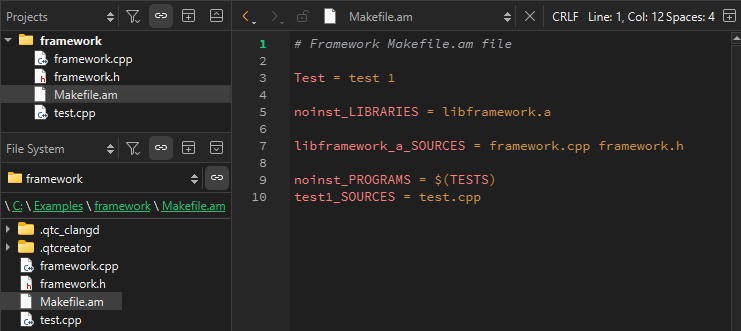 Projects
framework
framework.cpp
framework.h
Makefile.am
test.cpp
File System
framework
\ C: \ Examples \ framework \ Makefile.am
.qtc_clangd
.qtcreator
framework.cpp
framework.h
Makefile.am
test.cpp
Makefile.am CRLF Line: 1, Col: 12 Spaces: 4
1 # Framework Makefile.am file
2
3 Test = test 1
4
5 noinst_LIBRARIES = libframework.a
6
7 libframework_a_SOURCES = framework.cpp framework.h
8
9 noinst_PROGRAMS = $(TESTS)
10 test1_SOURCES = test.cpp